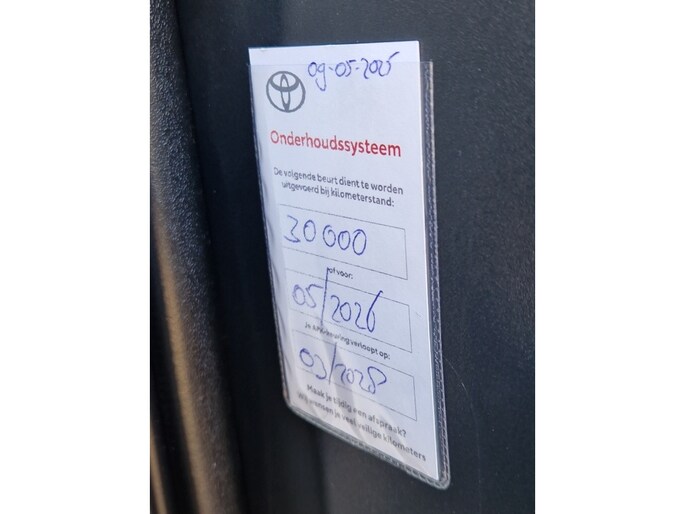 09-05-2025
Onderhoudssysteem
De volgende beurt dient te worden
uitgevoerd bij kilometerstand:
30 000
of voor:
05/2026
je APK-keuring verloopt op:
03/2028
Maak je tijdig een afspraak?
Wij wensen je veel veilige kilometers